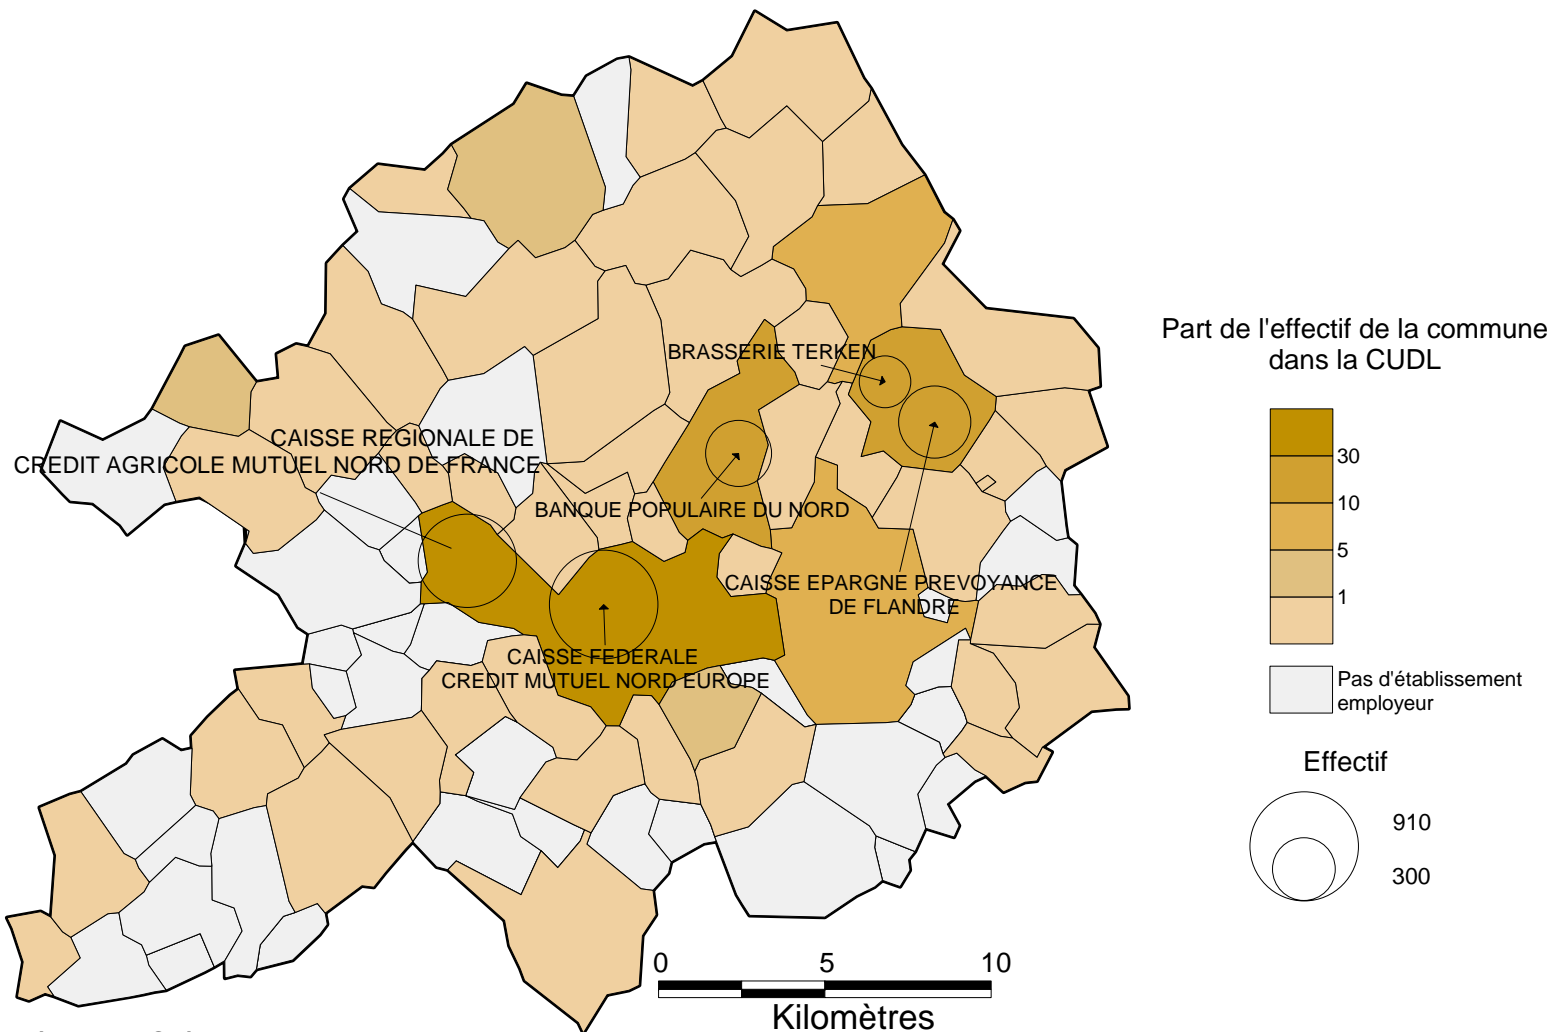 BRASSERIE TERKEN
CAISSE REGIONALE DE
CREDIT AGRICOLE MUTUEL NORD DE FRANCE
BANQUE POPULAIRE DU NORD
CAISSE EPARGNE PREVOYANCE
DE FLANDRE
CAISSE FEDERALE
CREDIT MUTUEL NORD EUROPE
Part de l'effectif de la commune
dans la CUDL
30
10
5
1
Pas d'établissement
employeur
Effectif
910
300
0 5 10
Kilomètres